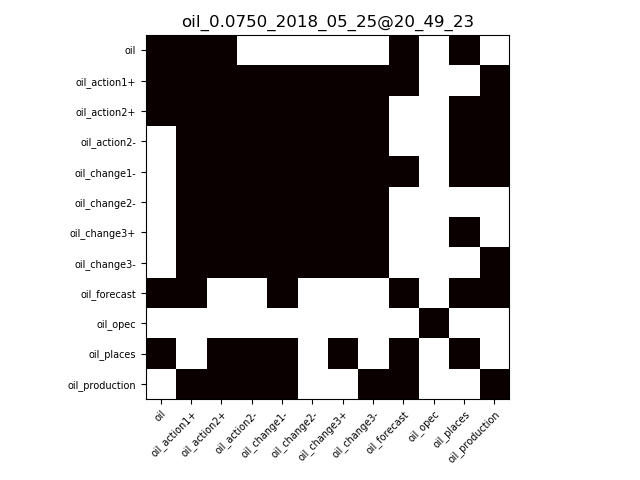 oil_0.0750_2018_05_25@20_49_23
oil
oil_action1+
oil_action2+
oil_action2-
oil_change1-
oil_change2-
oil_change3+
oil_change3-
oil_forecast
oil_opec
oil_places
oil_production
oil
oil_action1+
oil_action2+
oil_action2-
oil_change1-
oil_change2-
oil_change3+
oil_change3-
oil_forecast
oil_opec
oil_places
oil_production